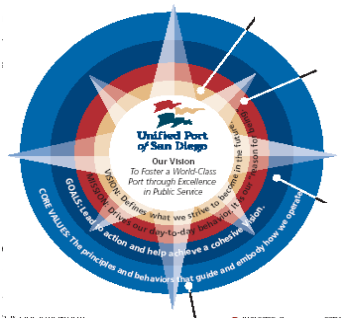 Unified Port
of San Diego
Our Vision
To Foster a World-Class
Port through Excellence
in Public Service
VISION: Defines what we strive to become in the future.
MISSION: Drives our day-to-day behavior. It is our reason for being.
GOALS: Lead to action and help achieve a cohesive vision.
CORE VALUES: The principles and behaviors that guide and embody how we operate.